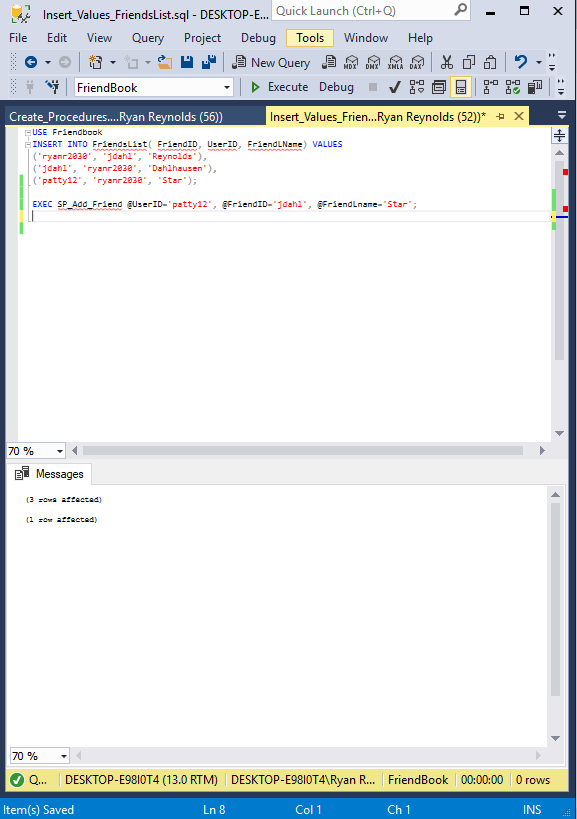 Insert_Values_FriendsList.sql - DESKTOP-E...
Quick Launch (Ctrl+Q)
File Edit View Query Project Debug Tools Window Help
New Query
MDX DMX XMLA DAX
FriendBook
Execute Debug
Create_Procedures....Ryan Reynolds (56))
Insert_Values_Frien...Ryan Reynolds (52))*
USE Friendbook
INSERT INTO FriendsList( FriendID, UserID, FriendLName) VALUES
('ryanr2030', 'jdahl', 'Reynolds'),
('jdahl', 'ryanr2030', 'Dahlhausen'),
('patty12', 'ryanr2030', 'Star');
EXEC SP_Add_Friend @UserID='patty12', @FriendID='jdahl', @FriendLname='Star';
70 %
Messages
(3 rows affected)
(1 row affected)
70 %
Q... DESKTOP-E98I0T4 (13.0 RTM) DESKTOP-E98I0T4\Ryan R... FriendBook 00:00:00 0 rows
Item(s) Saved Ln 8 Col 1 Ch 1 INS